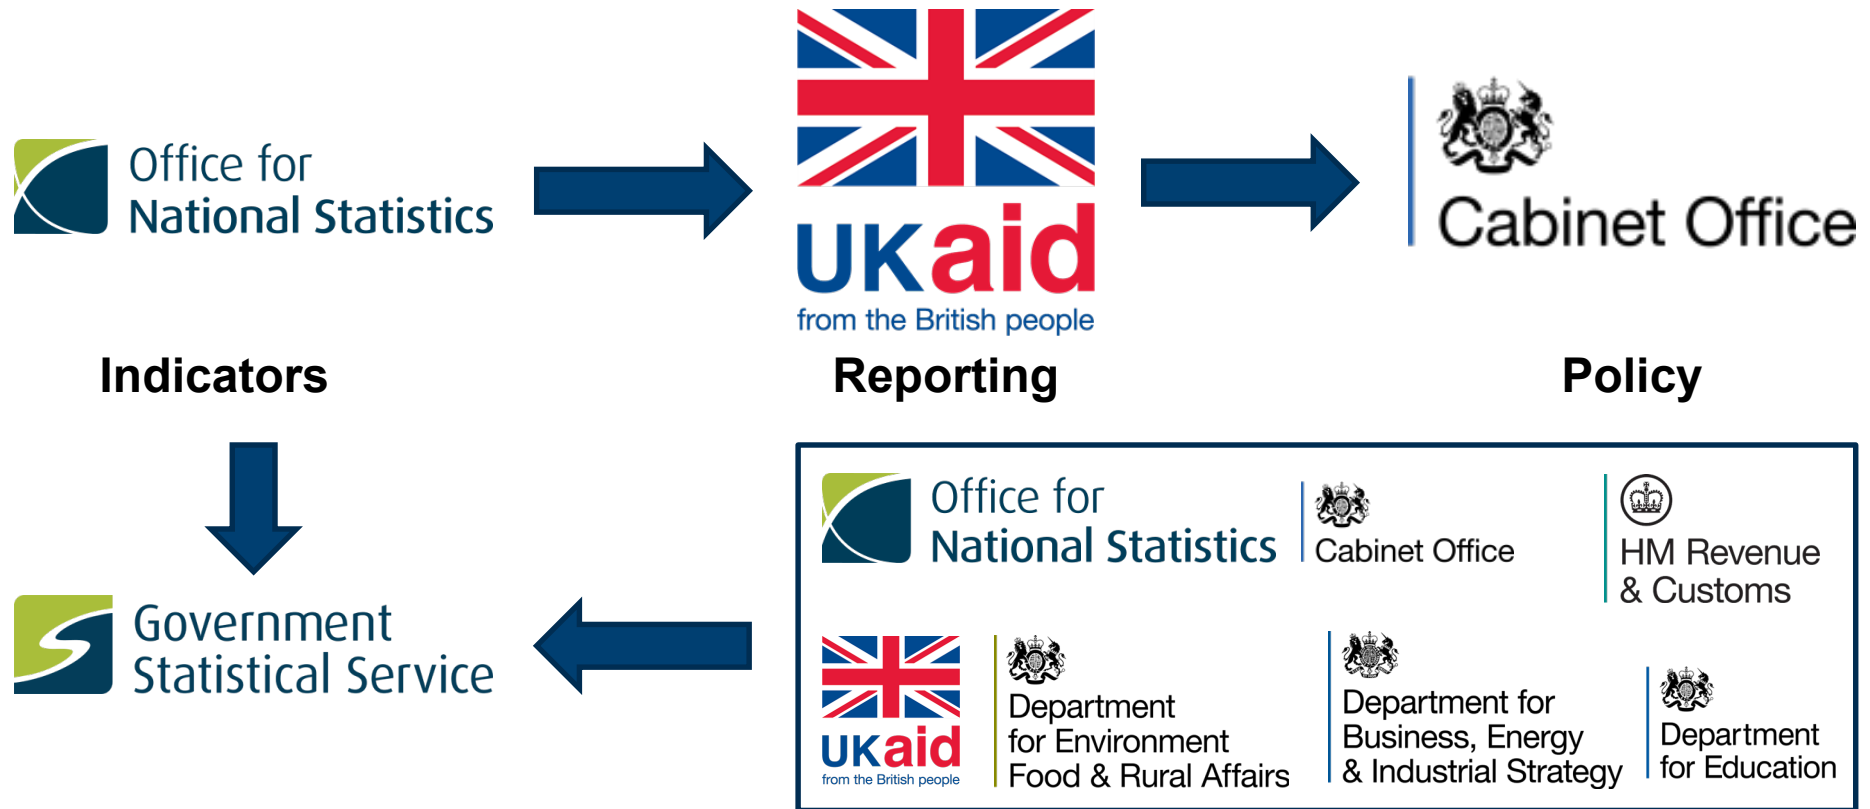 Office for
National Statistics
UKaid
from the British people
Cabinet Office
Indicators
Reporting
Policy
Office for
National Statistics
Cabinet Office
HM Revenue
& Customs
Government
Statistical Service
UKaid
from the British people
Department
for Environment
Food & Rural Affairs
Department for
Business, Energy
& Industrial Strategy
Department
for Education